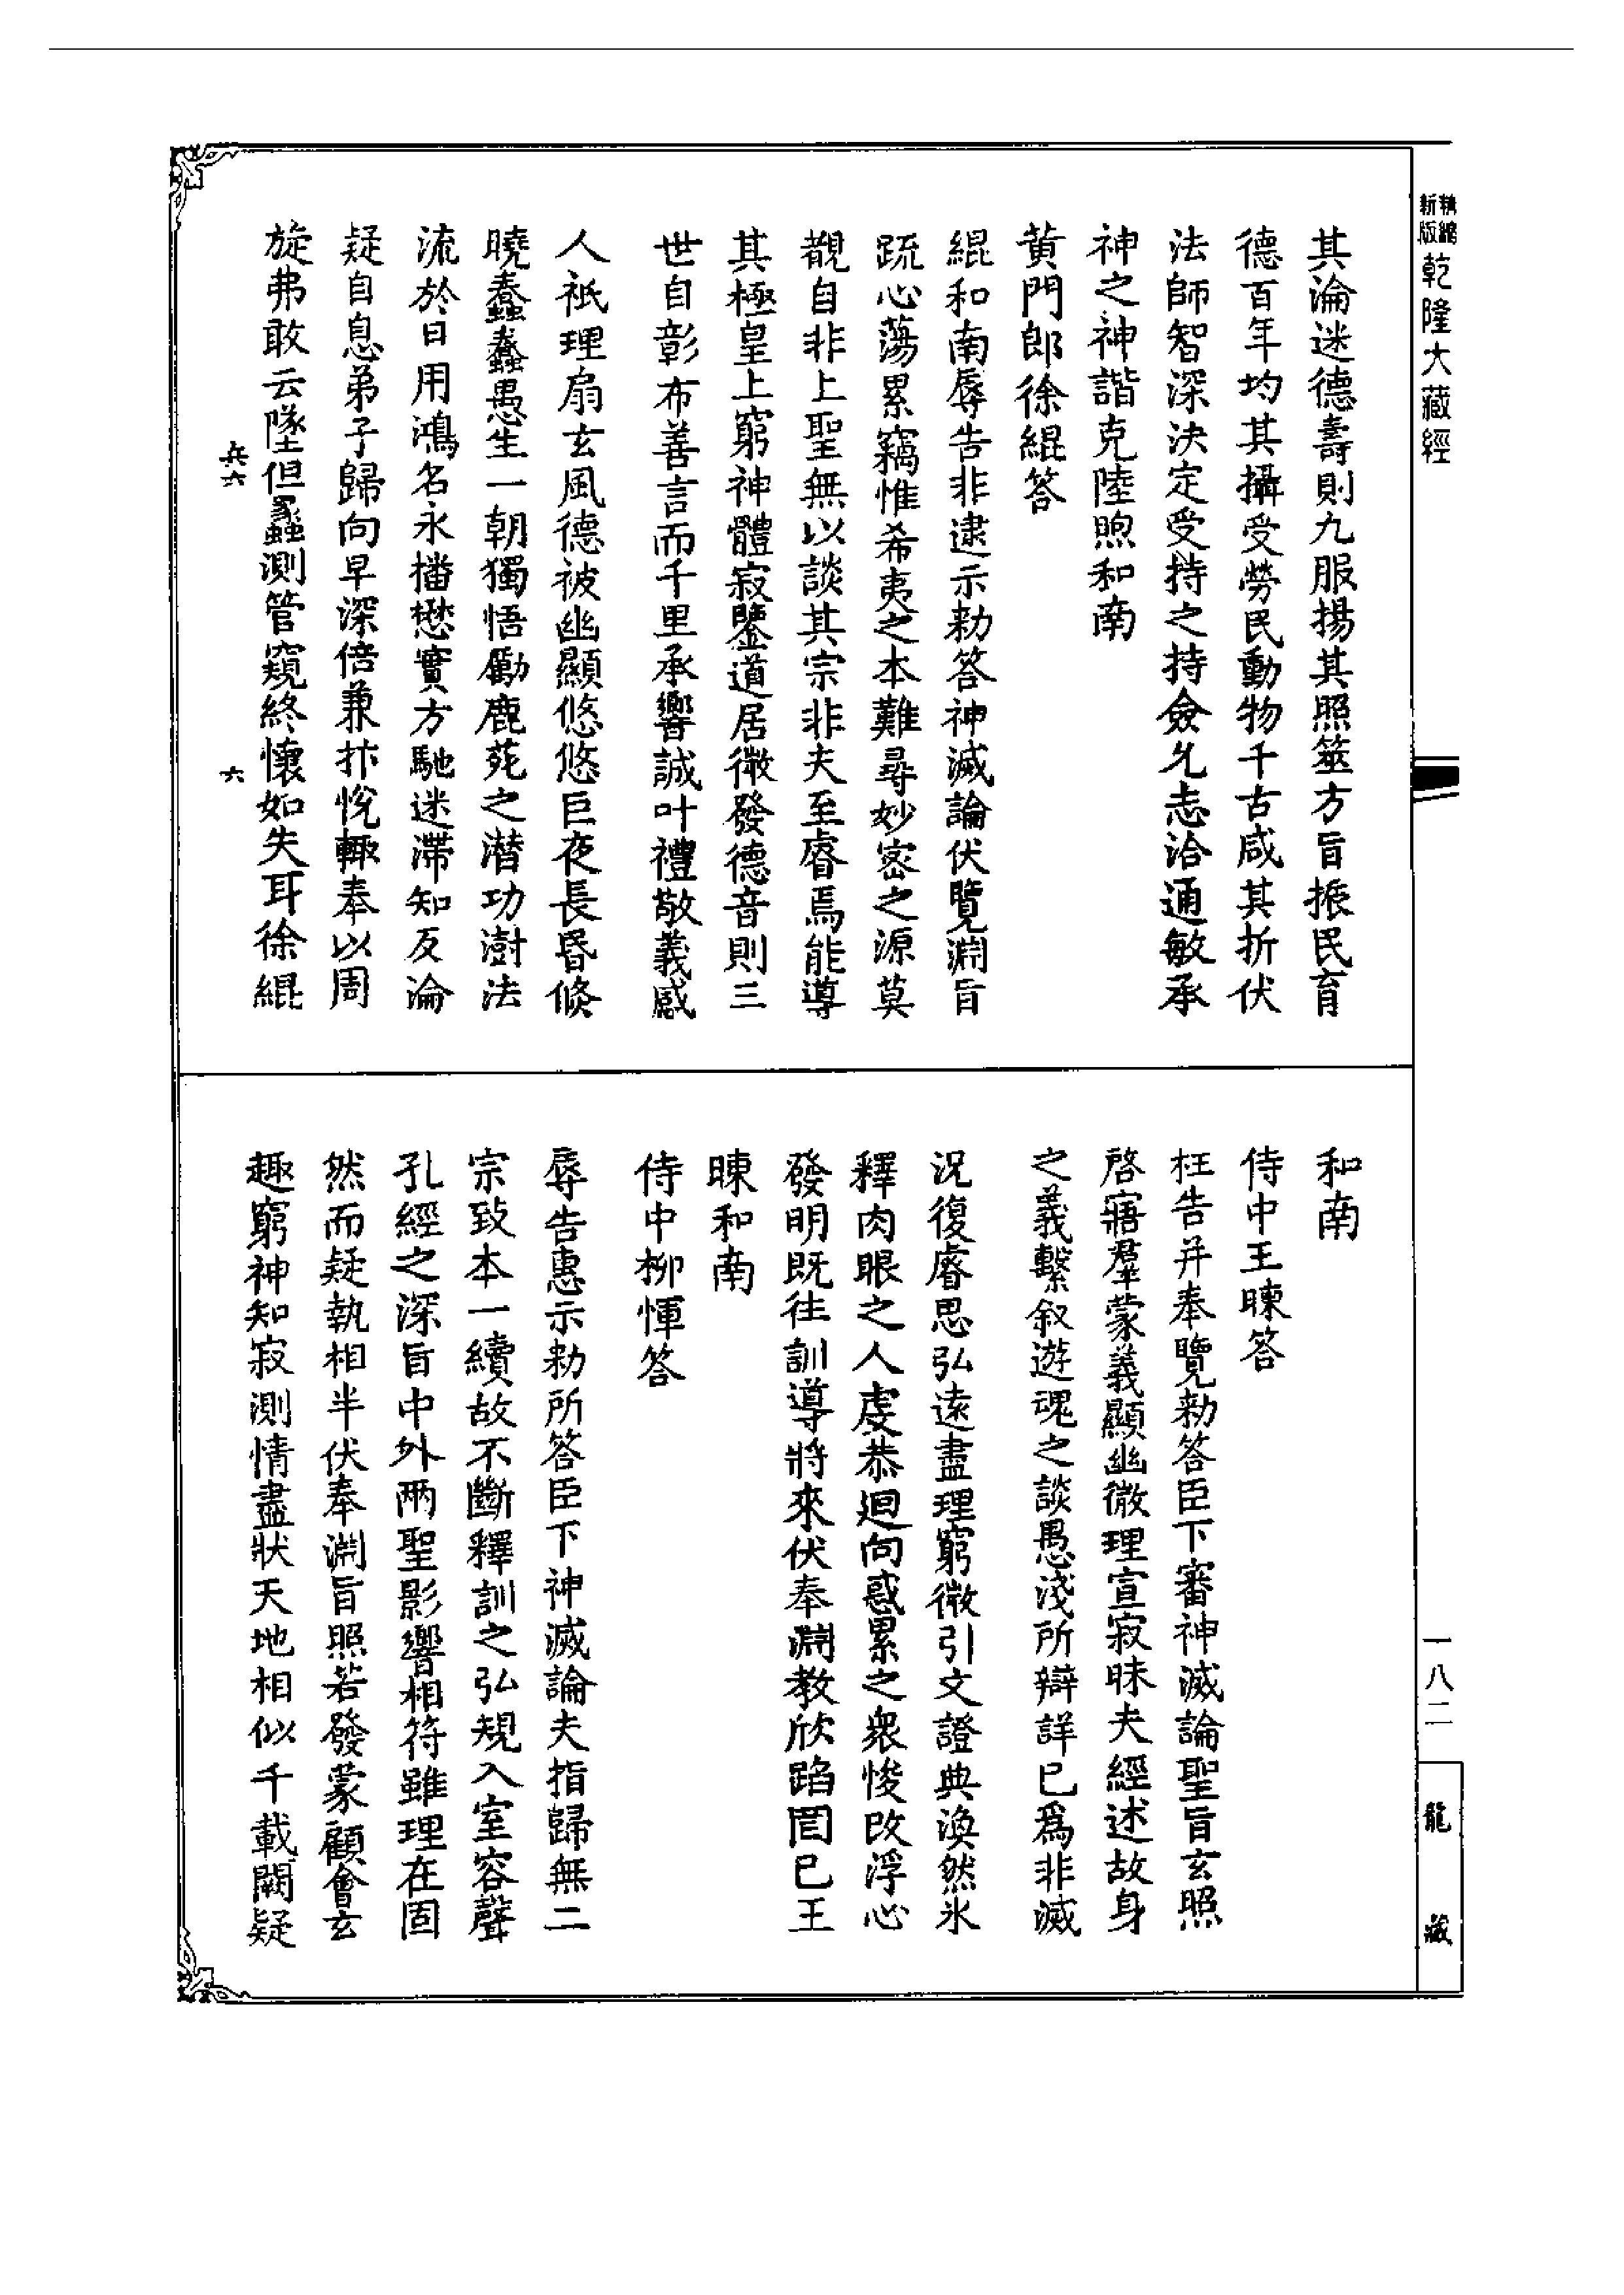 新編
縮版
乾隆大藏經
其淪迷德壽則九服揚其照筮方旨振民育
德百年均其攝受勞民動物千古咸其折伏
法師智深決定受持之持僉允志洽通敏承
神之神諧克陸煦和南
黃門郎徐緄答
緄和南辱告非逮示勑答神滅論伏覽淵旨
䟽心蕩累竊惟希夷之本難尋妙密之源莫
覩自非上聖無以談其宗非夫至睿焉能導
其極皇上窮神體寂鑒道居微發德音則三
世自彰布善言而千里承響誠叶禮敬義感
人祇理扇玄風德被幽顯悠悠巨夜長昏倏
曉蠢蠢愚生一朝獨悟勵鹿苑之潛功澍法
流於日用鴻名永播懋實方馳迷滯知反淪
疑自息弟子歸向早深倍兼抃悅輙奉以周
旋弗敢云墜但蠡測管窺終懷如失耳徐緄
兵六
六
和南
侍中王暕答
枉告并奉覽勑答臣下審神滅論聖旨玄照
啓寤羣蒙義顯幽微理宣寂昧夫經述故身
之義繫叙遊魂之談愚淺所辯詳已爲非滅
況復睿思弘遠盡理窮微引文證典渙然氷
釋肉眼之人虔恭迴向惑累之衆悛改浮心
發明既往訓導將來伏奉淵教欣蹈罔已王
暕和南
侍中柳惲答
辱告惠示勑所答臣下神滅論夫指歸無二
宗致本一續故不斷釋訓之弘規入室容聲
孔經之深旨中外兩聖影響相符雖理在固
然而疑執相半伏奉淵旨照若發蒙顧會玄
趣窮神知寂測情盡狀天地相似千載闕疑
一八二
龍藏